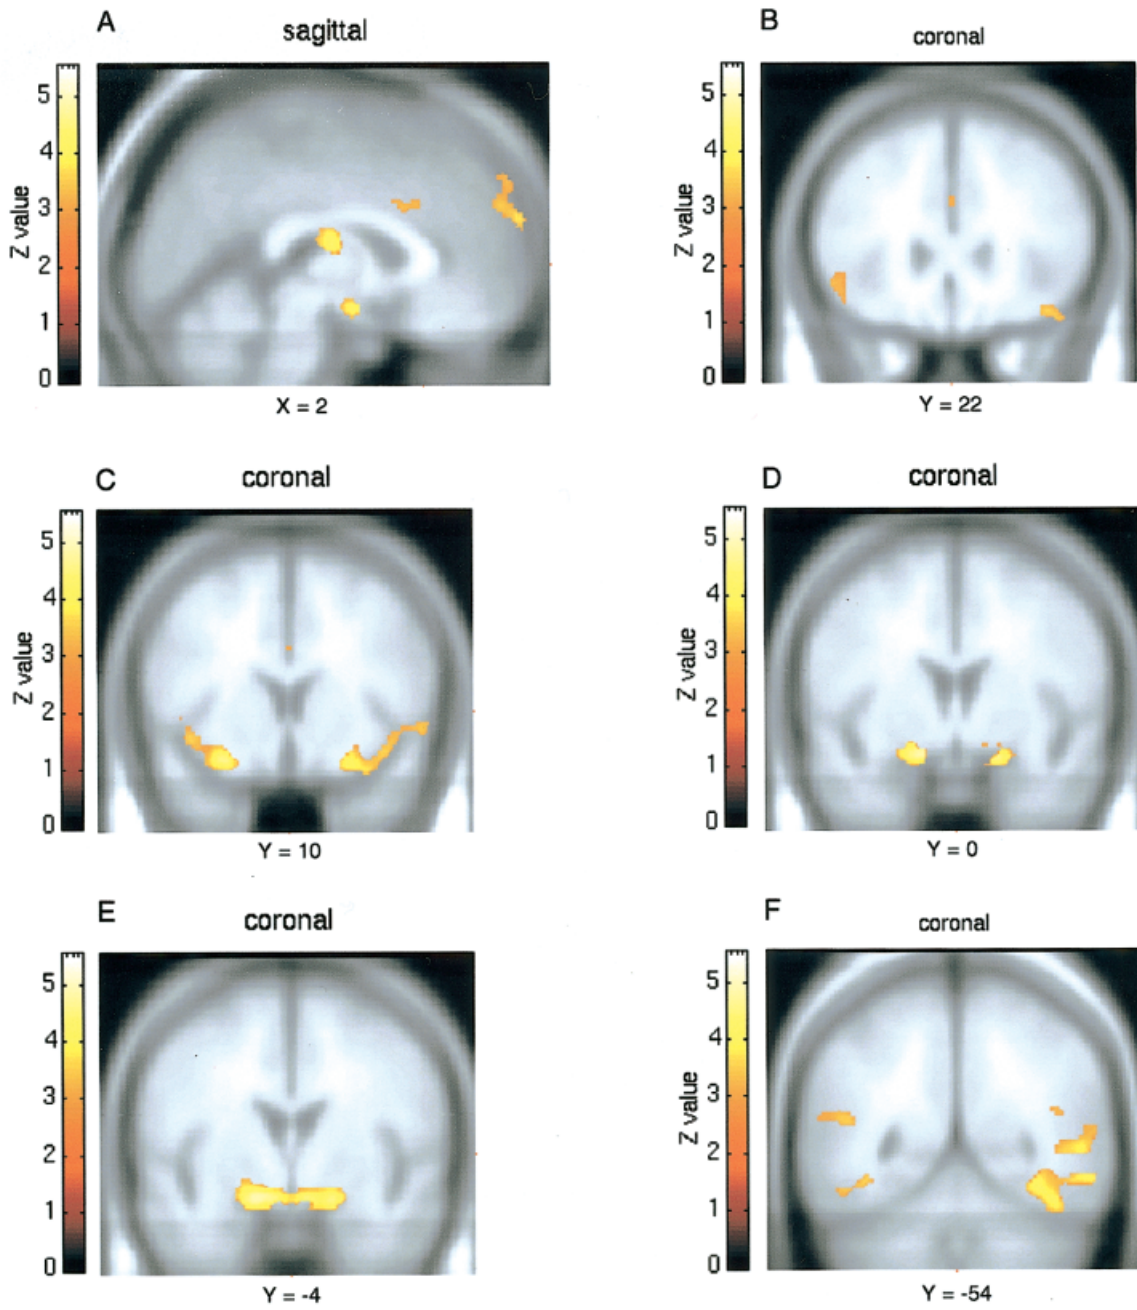 A
sagittal
5
4
3
2
1
0
Z value
X = 2
B
coronal
5
4
3
2
1
0
Z value
Y = 22
C
coronal
5
4
3
2
1
0
Z value
Y = 10
D
coronal
5
4
3
2
1
0
Z value
Y = 0
E
coronal
5
4
3
2
1
0
Z value
Y = -4
F
coronal
5
4
3
2
1
0
Z value
Y = -54